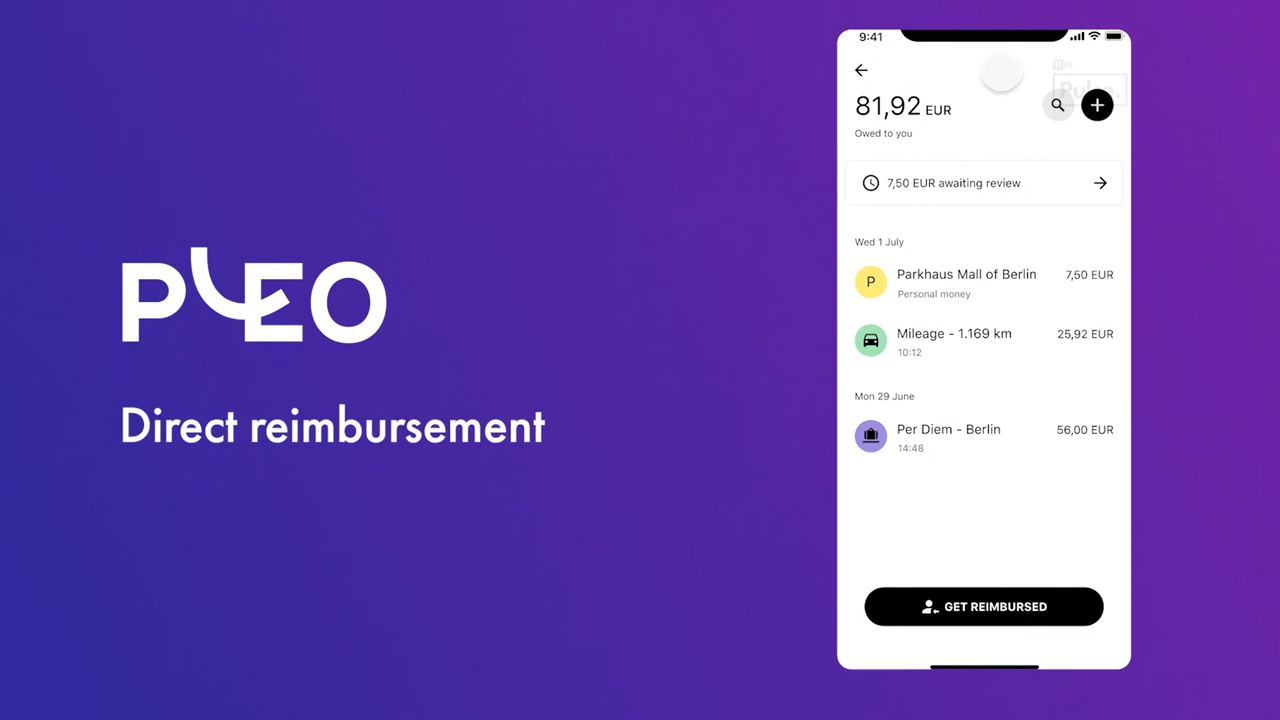 PLEO
Direct reimbursement
9:41
81,92 EUR
Owed to you
7,50 EUR awaiting review
Wed 1 July
P
Parkhaus Mall of Berlin
7,50 EUR
Personal money
Mileage - 1.169 km
25,92 EUR
10:12
Mon 29 June
Per Diem - Berlin
56,00 EUR
14:48
GET REIMBURSED